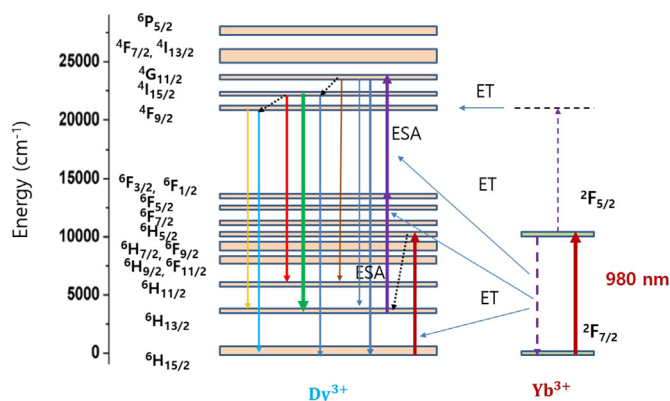 ⁶P₅/₂
⁴F₇/₂, ⁴I₁₃/₂
⁴G₁₁/₂
⁴I₁₅/₂
⁴F₉/₂
⁶F₃/₂, ⁶F₁/₂
⁶F₅/₂
⁶F₇/₂
⁶H₅/₂
⁶H₇/₂, ⁶F₉/₂
⁶H₉/₂, ⁶F₁₁/₂
⁶H₁₁/₂
⁶H₁₃/₂
⁶H₁₅/₂
Energy (cm⁻¹)
25000
20000
15000
10000
5000
0
ESA
ESA
ET
ET
ET
²F₅/₂
980 nm
²F₇/₂
Dy³⁺
Yb³⁺